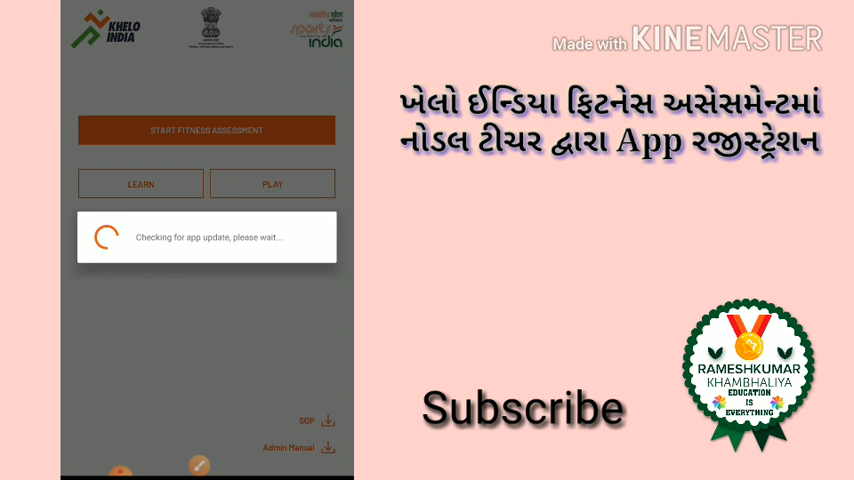 KHELO
INDIA
sports
india
Made with KINEMASTER
ખેલો ઈન્ડિયા ફિટનેસ અસેસમેન્ટમાં
નોડલ ટીચર દ્વારા App રજીસ્ટ્રેશન
START FITNESS ASSESSMENT
LEARN
PLAY
Checking for app update, please wait...
SOP
Admin Manual
Subscribe
RAMESHKUMAR
KHAMBHALIYA
EDUCATION
IS
EVERYTHING